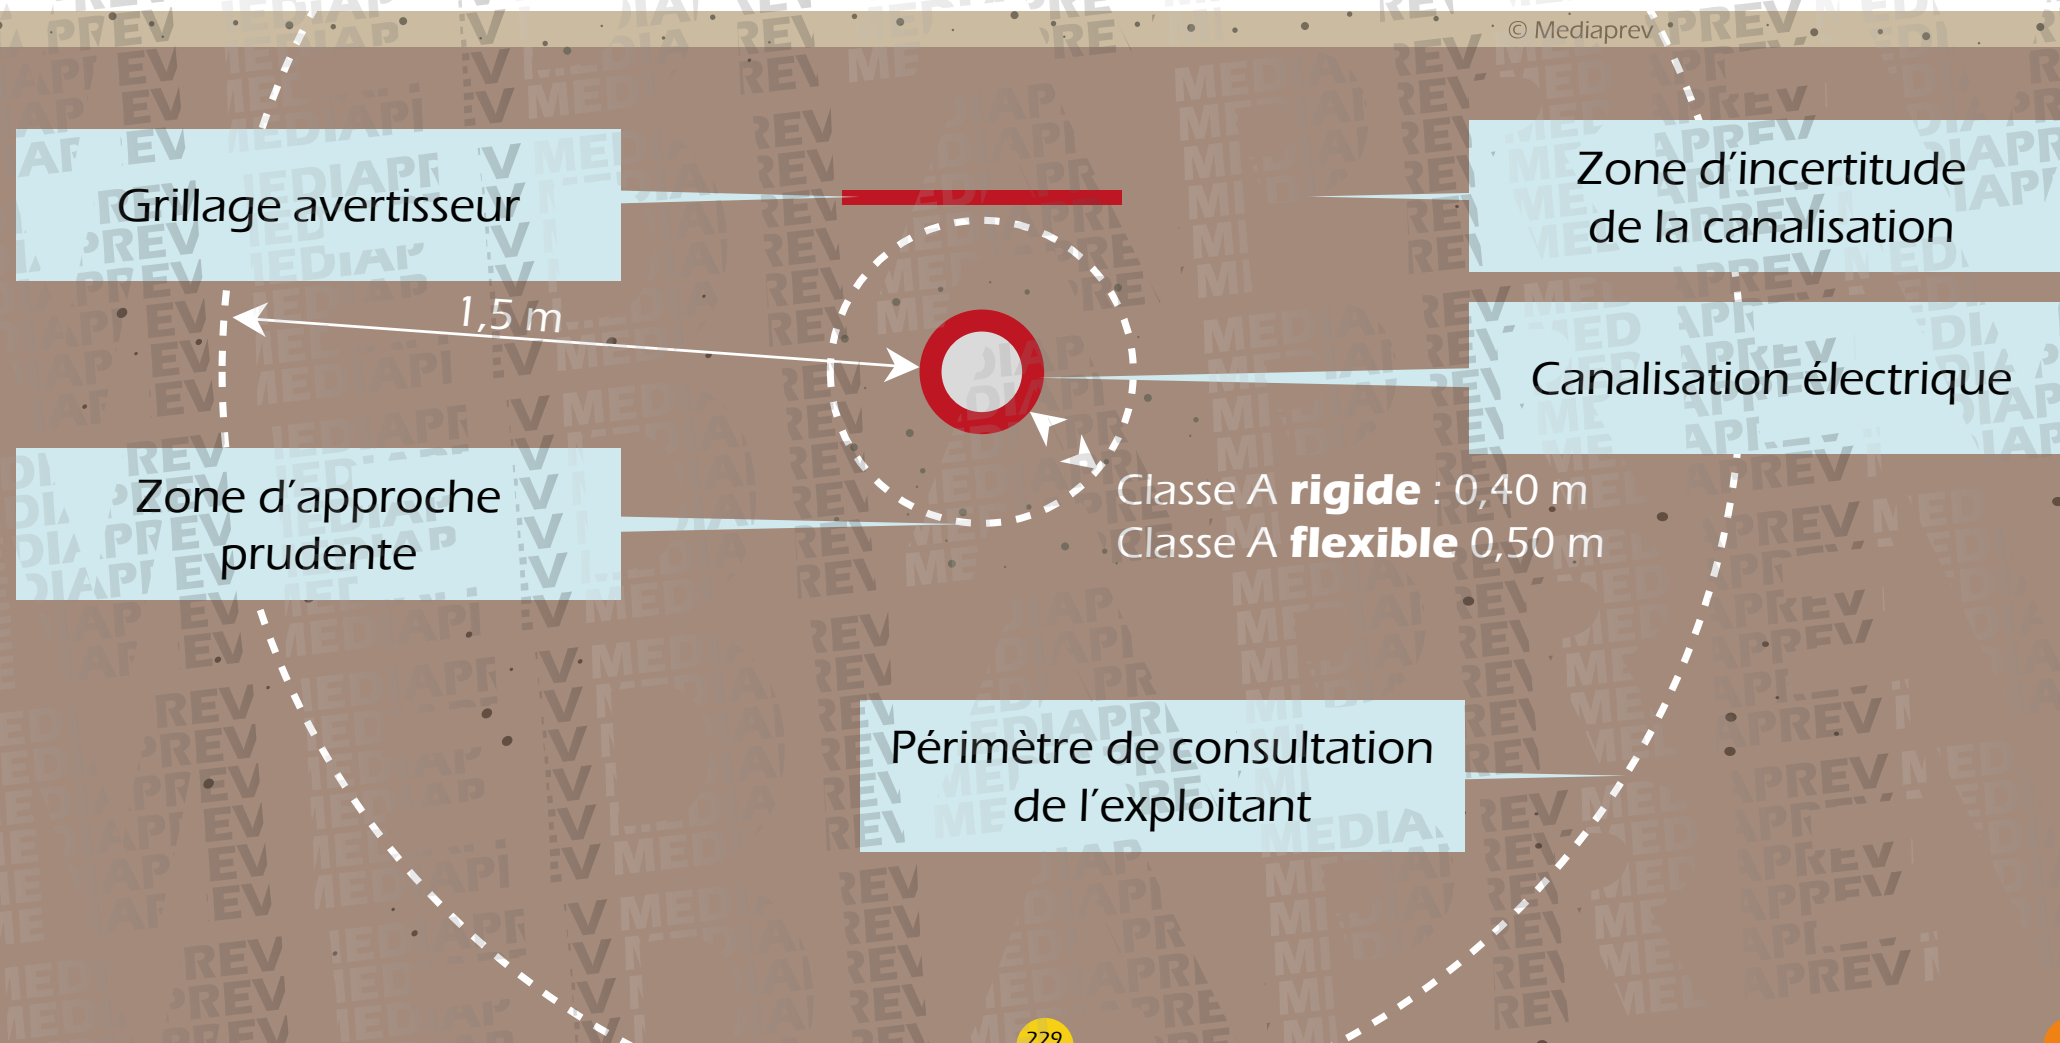 © Mediaprev
Grillage avertisseur
Zone d’incertitude
de la canalisation
1,5 m
Canalisation électrique
Zone d’approche
prudente
Classe A rigide : 0,40 m
Classe A flexible 0,50 m
Périmètre de consultation
de l’exploitant
229